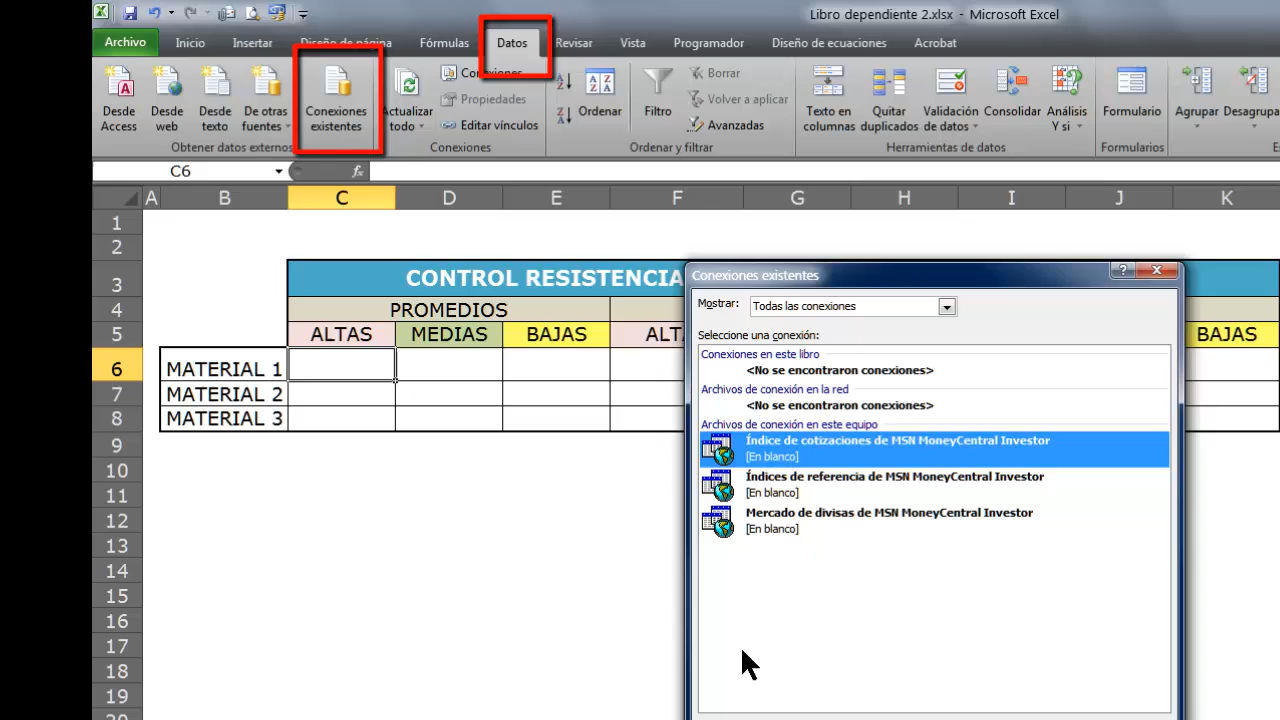 Libro dependiente 2.xlsx - Microsoft Excel
Archivo Inicio Insertar Diseño de página Fórmulas Datos Revisar Vista Programador Diseño de ecuaciones Acrobat
Desde Access
Desde web
Desde texto
De otras fuentes
Conexiones existentes
Actualizar todo
Conexiones
Propiedades
Editar vínculos
Ordenar
Filtro
Borrar
Volver a aplicar
Avanzadas
Texto en columnas
Quitar duplicados
Validación de datos
Consolidar
Análisis Y si
Formulario
Agrupar
Desagrupa
Obtener datos externos Conexiones Ordenar y filtrar Herramientas de datos Formularios
C6 fx
A B C D E F G H I J K
1
2
3 CONTROL RESISTENCIA
4 PROMEDIOS
5 ALTAS MEDIAS BAJAS ALT BAJAS
6 MATERIAL 1
7 MATERIAL 2
8 MATERIAL 3
9
10
11
12
13
14
15
16
17
18
19
Conexiones existentes
Mostrar: Todas las conexiones
Seleccione una conexión:
Conexiones en este libro
<No se encontraron conexiones>
Archivos de conexión en la red
<No se encontraron conexiones>
Archivos de conexión en este equipo
Índice de cotizaciones de MSN MoneyCentral Investor
[En blanco]
Índices de referencia de MSN MoneyCentral Investor
[En blanco]
Mercado de divisas de MSN MoneyCentral Investor
[En blanco]